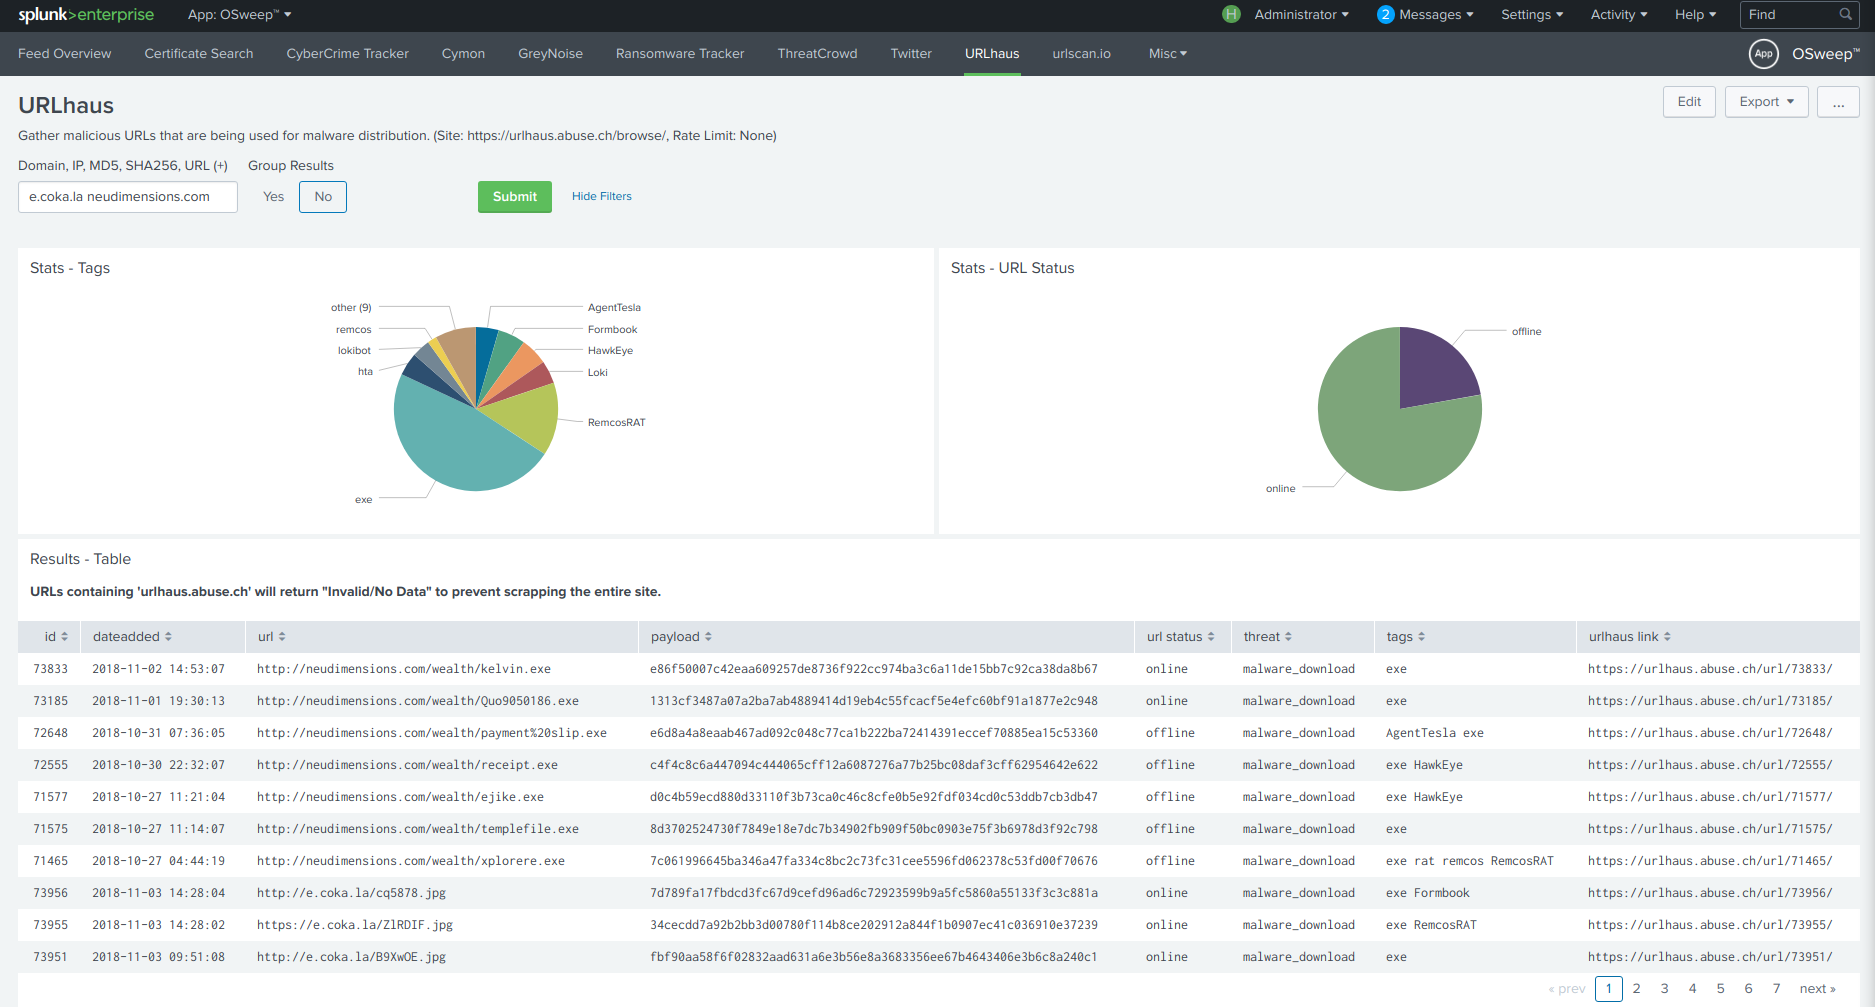 splunk>enterprise App: OSweep™ H Administrator 2 Messages Settings Activity Help Find
Feed Overview Certificate Search CyberCrime Tracker Cymon GreyNoise Ransomware Tracker ThreatCrowd Twitter URLhaus urlscan.io Misc App OSweep™
URLhaus Edit Export ...
Gather malicious URLs that are being used for malware distribution. (Site: https://urlhaus.abuse.ch/browse/, Rate Limit: None)
Domain, IP, MD5, SHA256, URL (+) Group Results
e.coka.la neudimensions.com Yes No Submit Hide Filters
Stats - Tags
other (9)
remcos
lokibot
hta
exe
AgentTesla
Formbook
HawkEye
Loki
RemcosRAT
Stats - URL Status
offline
online
Results - Table
URLs containing 'urlhaus.abuse.ch' will return "Invalid/No Data" to prevent scrapping the entire site.
id dateadded url payload url status threat tags urlhaus link
73833 2018-11-02 14:53:07 http://neudimensions.com/wealth/kelvin.exe e86f50007c42eaa609257de8736f922cc974ba3c6a11de15bb7c92ca38da8b67 online malware_download exe https://urlhaus.abuse.ch/url/73833/
73185 2018-11-01 19:30:13 http://neudimensions.com/wealth/Quo9050186.exe 1313cf3487a07a2ba7ab4889414d19eb4c55fcacf5e4efc60bf91a1877e2c948 online malware_download exe https://urlhaus.abuse.ch/url/73185/
72648 2018-10-31 07:36:05 http://neudimensions.com/wealth/payment%20slip.exe e6d8a4a8eaab467ad092c048c77ca1b222ba72414391eccef70885ea15c53360 offline malware_download AgentTesla exe https://urlhaus.abuse.ch/url/72648/
72555 2018-10-30 22:32:07 http://neudimensions.com/wealth/receipt.exe c4f4c8c6a447094c444065cff12a6087276a77b25bc08daf3cff62954642e622 offline malware_download exe HawkEye https://urlhaus.abuse.ch/url/72555/
71577 2018-10-27 11:21:04 http://neudimensions.com/wealth/ejike.exe d0c4b59ecd880d33110f3b73ca0c46c8cfe0b5e92fdf034cd0c53ddb7cb3db47 offline malware_download exe HawkEye https://urlhaus.abuse.ch/url/71577/
71575 2018-10-27 11:14:07 http://neudimensions.com/wealth/templefile.exe 8d3702524730f7849e18e7dc7b34902fb909f50bc0903e75f3b6978d3f92c798 offline malware_download exe https://urlhaus.abuse.ch/url/71575/
71465 2018-10-27 04:44:19 http://neudimensions.com/wealth/xplorere.exe 7c061996645ba346a47fa334c8bc2c73fc31cee5596fd062378c53fd00f70676 offline malware_download exe rat remcos RemcosRAT https://urlhaus.abuse.ch/url/71465/
73956 2018-11-03 14:28:04 http://e.coka.la/cq5878.jpg 7d789fa17fbdcd3fc67d9cefd96ad6c72923599b9a5fc5860a55133f3c3c881a online malware_download exe Formbook https://urlhaus.abuse.ch/url/73956/
73955 2018-11-03 14:28:02 https://e.coka.la/ZlRDIF.jpg 34cecdd7a92b2bb3d00780f114b8ce202912a844f1b0907ec41c036910e37239 online malware_download exe RemcosRAT https://urlhaus.abuse.ch/url/73955/
73951 2018-11-03 09:51:08 http://e.coka.la/B9XwOE.jpg fbf90aa58f6f02832aad631a6e3b56e8a3683356ee67b4643406e3b6c8a240c1 online malware_download exe https://urlhaus.abuse.ch/url/73951/
« prev 1 2 3 4 5 6 7 next »